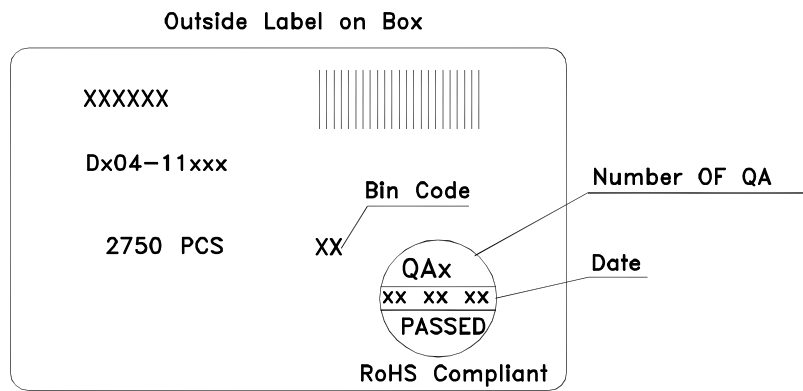 Outside Label on Box
XXXXXX
Dx04-11xxx
Bin Code
Number OF QA
2750 PCS
XX
QAx
Date
XX XX XX
PASSED
RoHS Compliant